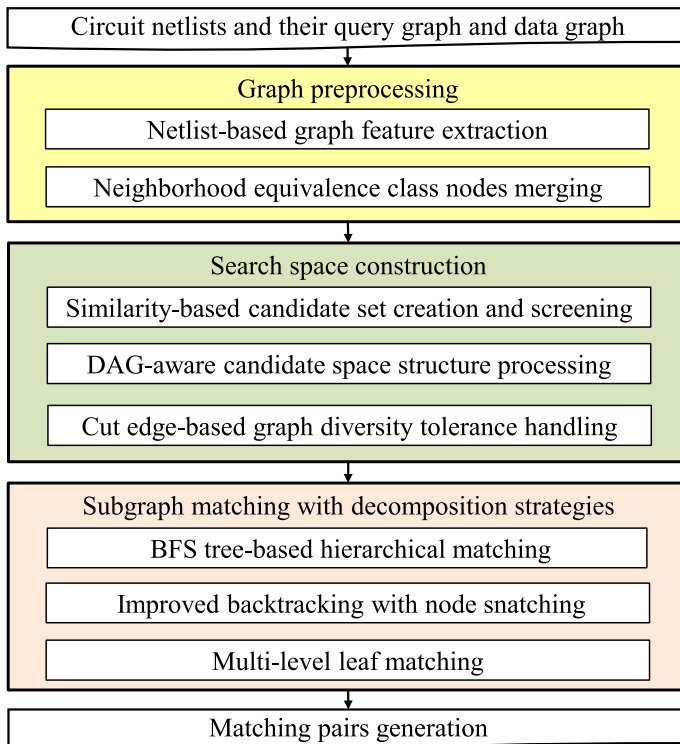 Circuit netlists and their query graph and data graph
Graph preprocessing
Netlist-based graph feature extraction
Neighborhood equivalence class nodes merging
Search space construction
Similarity-based candidate set creation and screening
DAG-aware candidate space structure processing
Cut edge-based graph diversity tolerance handling
Subgraph matching with decomposition strategies
BFS tree-based hierarchical matching
Improved backtracking with node snatching
Multi-level leaf matching
Matching pairs generation